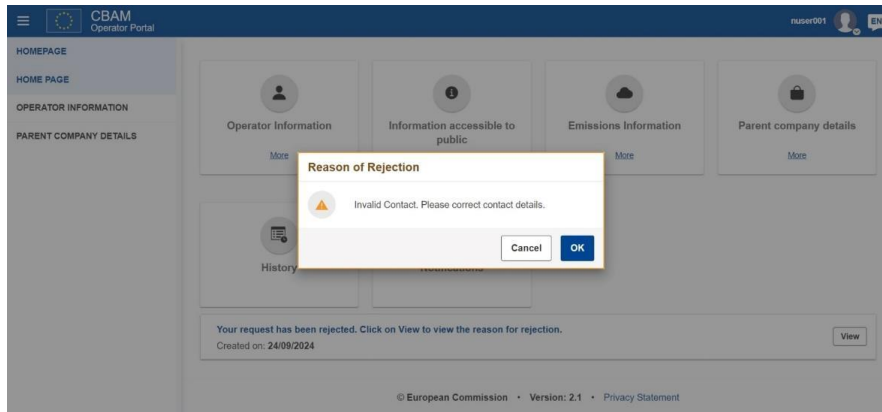 CBAM
Operator Portal
nuser001
EN
HOMEPAGE
HOME PAGE
OPERATOR INFORMATION
PARENT COMPANY DETAILS
Operator Information
More
Information accessible to
public
Emissions Information
More
Parent company details
More
Reason of Rejection
Invalid Contact. Please correct contact details.
Cancel
OK
History
Notifications
Your request has been rejected. Click on View to view the reason for rejection.
Created on: 24/09/2024
View
© European Commission • Version: 2.1 • Privacy Statement